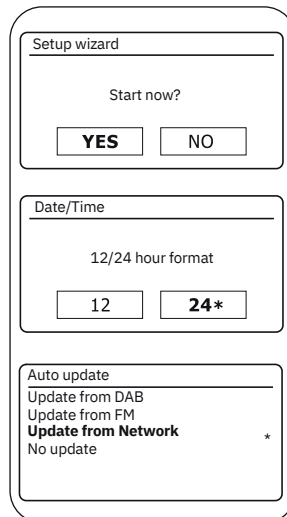 Setup wizard
Start now?
YES NO
Date/Time
12/24 hour format
12 24*
Auto update
Update from DAB
Update from FM
Update from Network *
No update